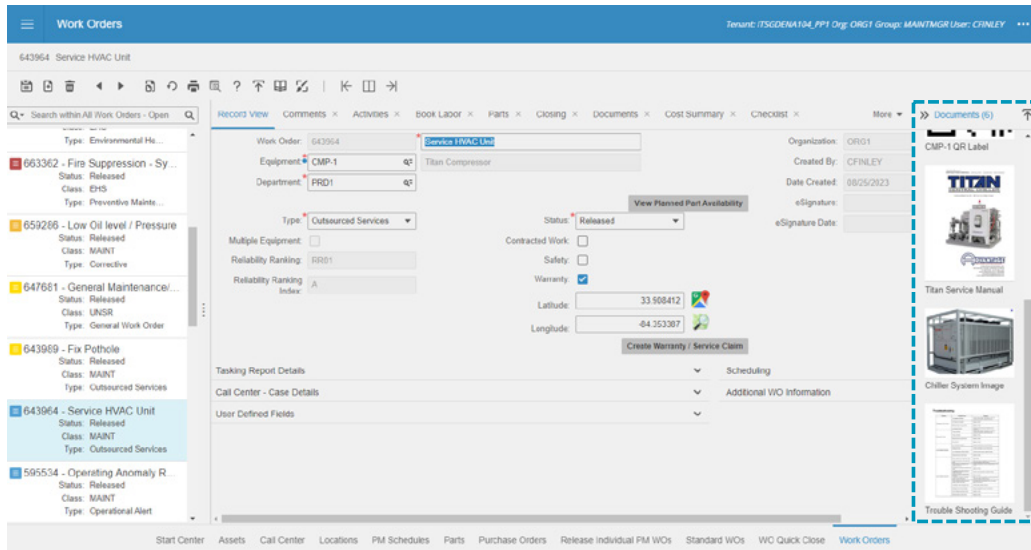 Work Orders
Tenant: ITSGDENA104_PP1 Org: ORG1 Group: MAINTMGR User: CFINLEY
643964 Service HVAC Unit
Search within All Work Orders - Open
Type: Environmental He...
663362 - Fire Suppression - Sy...
Status: Released
Class: EHS
Type: Preventive Mainte...
659286 - Low Oil level / Pressure
Status: Released
Class: MAINT
Type: Corrective
647681 - General Maintenance/...
Status: Released
Class: UNSR
Type: General Work Order
643989 - Fix Pothole
Status: Released
Class: MAINT
Type: Outsourced Services
643964 - Service HVAC Unit
Status: Released
Class: MAINT
Type: Outsourced Services
595534 - Operating Anomaly R...
Status: Released
Class: MAINT
Type: Operational Alert
Record View Comments × Activities × Book Labor × Parts × Closing × Documents × Cost Summary × Checklist × More
Work Order: 643964 * Service HVAC Unit
Organization: ORG1
Equipment: * CMP-1 Titan Compressor
Created By: CFINLEY
Department: * PRD1
Date Created: 08/25/2023
View Planned Part Availability
eSignature:
Type: * Outsourced Services
Status: * Released
eSignature Date:
Multiple Equipment:
Contracted Work:
Reliability Ranking: RR01
Safety:
Reliability Ranking Index: A
Warranty:
Latitude: 33.908412
Longitude: -84.353387
Create Warranty / Service Claim
Tasking Report Details
Scheduling
Call Center - Case Details
Additional WO Information
User Defined Fields
Documents (6)
CMP-1 QR Label
TITAN
Titan Service Manual
Chiller System Image
Troubleshooting
Trouble Shooting Guide
Start Center Assets Call Center Locations PM Schedules Parts Purchase Orders Release Individual PM WOs Standard WOs WO Quick Close Work Orders